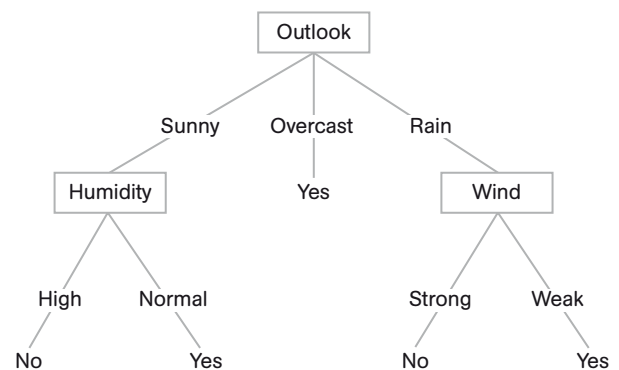 Outlook
Sunny Overcast Rain
Humidity Yes Wind
High Normal Strong Weak
No Yes No Yes